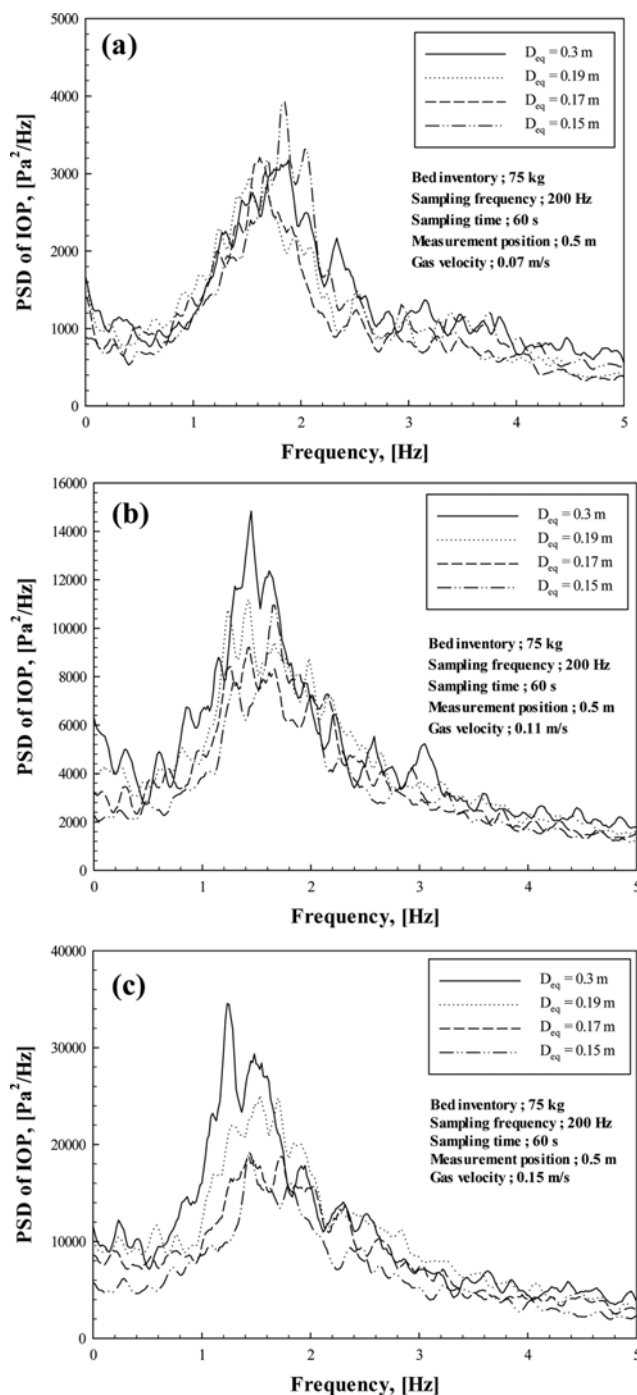 (a)
D_eq = 0.3 m
D_eq = 0.19 m
D_eq = 0.17 m
D_eq = 0.15 m
Bed inventory ; 75 kg
Sampling frequency ; 200 Hz
Sampling time ; 60 s
Measurement position ; 0.5 m
Gas velocity ; 0.07 m/s
PSD of IOP, [Pa²/Hz]
5000
4000
3000
2000
1000
0
0 1 2 3 4 5
Frequency, [Hz]
(b)
D_eq = 0.3 m
D_eq = 0.19 m
D_eq = 0.17 m
D_eq = 0.15 m
Bed inventory ; 75 kg
Sampling frequency ; 200 Hz
Sampling time ; 60 s
Measurement position ; 0.5 m
Gas velocity ; 0.11 m/s
PSD of IOP, [Pa²/Hz]
16000
14000
12000
10000
8000
6000
4000
2000
0
0 1 2 3 4 5
Frequency, [Hz]
(c)
D_eq = 0.3 m
D_eq = 0.19 m
D_eq = 0.17 m
D_eq = 0.15 m
Bed inventory ; 75 kg
Sampling frequency ; 200 Hz
Sampling time ; 60 s
Measurement position ; 0.5 m
Gas velocity ; 0.15 m/s
PSD of IOP, [Pa²/Hz]
40000
30000
20000
10000
0
0 1 2 3 4 5
Frequency, [Hz]